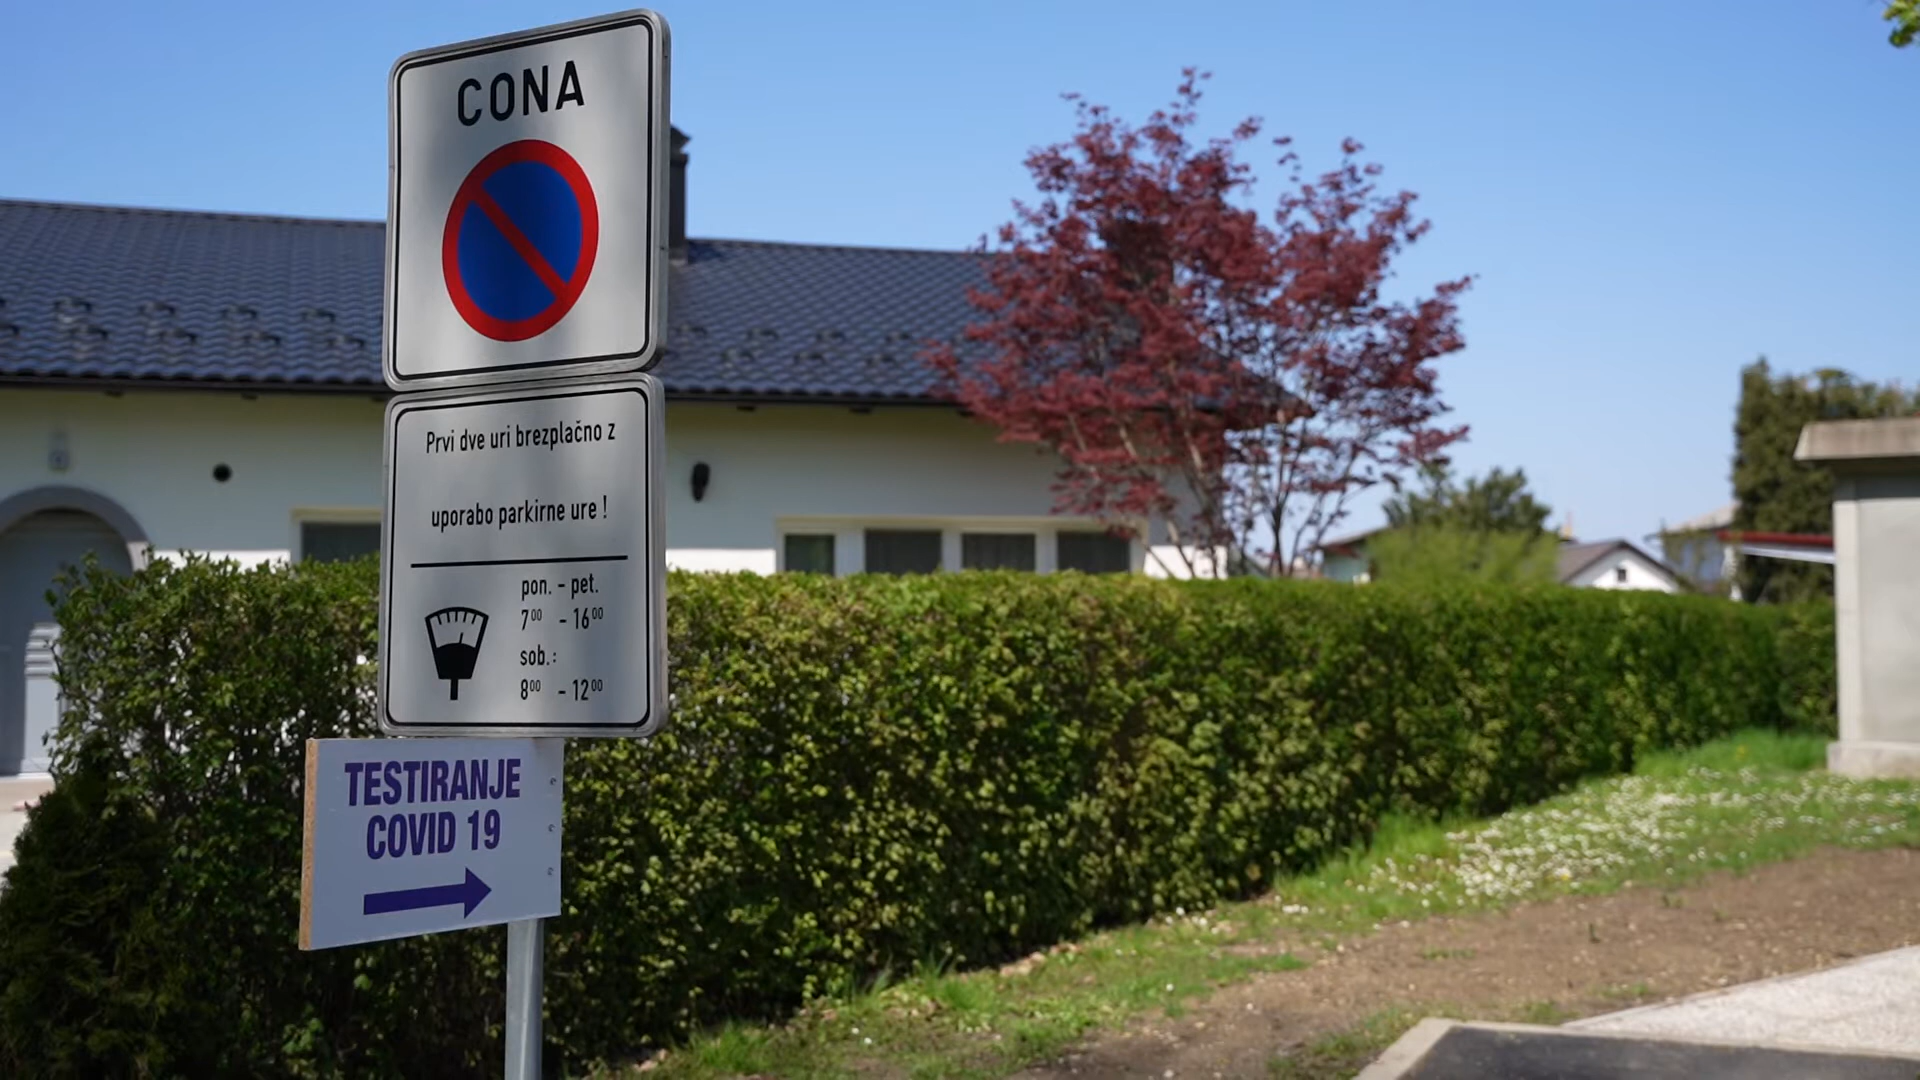 CONA
Prvi dve uri brezplačno z
uporabo parkirne ure !
pon. - pet.
7⁰⁰ - 16⁰⁰
sob.:
8⁰⁰ - 12⁰⁰
TESTIRANJE
COVID 19